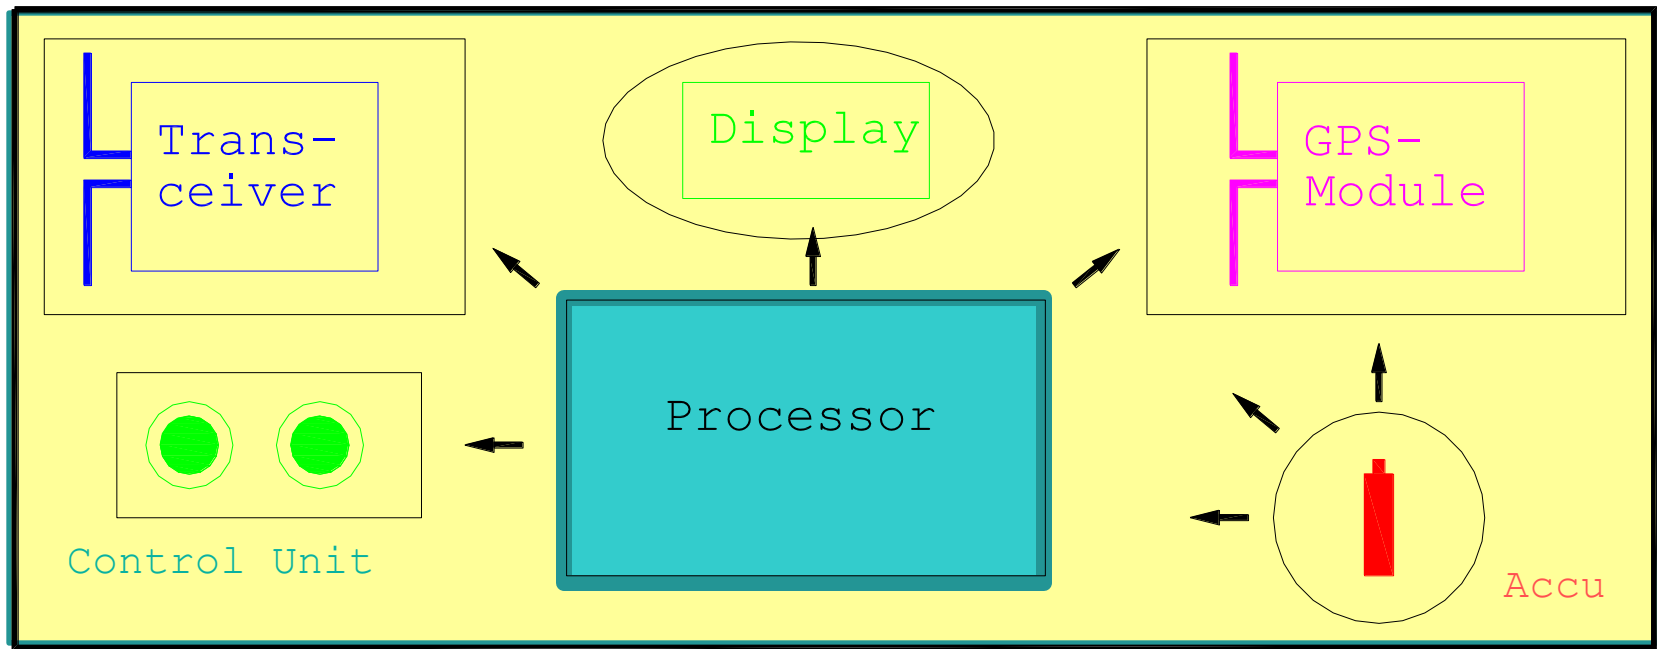 Trans-
ceiver
Display
GPS-
Module
Processor
Control Unit
Accu